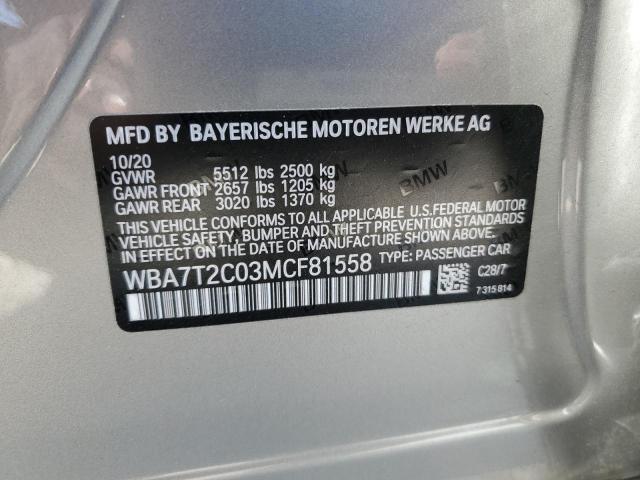 MFD BY BAYERISCHE MOTOREN WERKE AG
10/20
GVWR 5512 lbs 2500 kg
GAWR FRONT 2657 lbs 1205 kg
GAWR REAR 3020 lbs 1370 kg
THIS VEHICLE CONFORMS TO ALL APPLICABLE U.S.FEDERAL MOTOR
VEHICLE SAFETY, BUMPER, AND THEFT PREVENTION STANDARDS
IN EFFECT ON THE DATE OF MANUFACTURE SHOWN ABOVE.
WBA7T2C03MCF81558 TYPE: PASSENGER CAR
C28/7
7 315 814
BMW
BMW